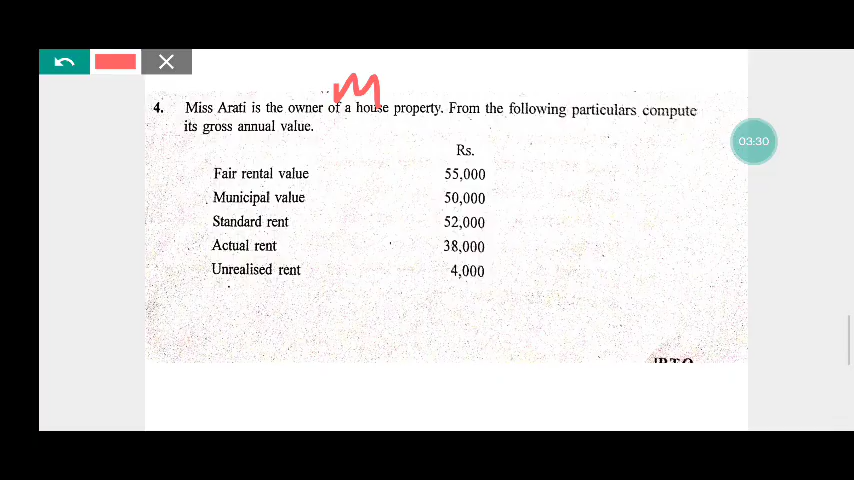 M
4. Miss Arati is the owner of a house property. From the following particulars compute
its gross annual value.
Rs.
Fair rental value 55,000
Municipal value 50,000
Standard rent 52,000
Actual rent 38,000
Unrealised rent 4,000
03:30